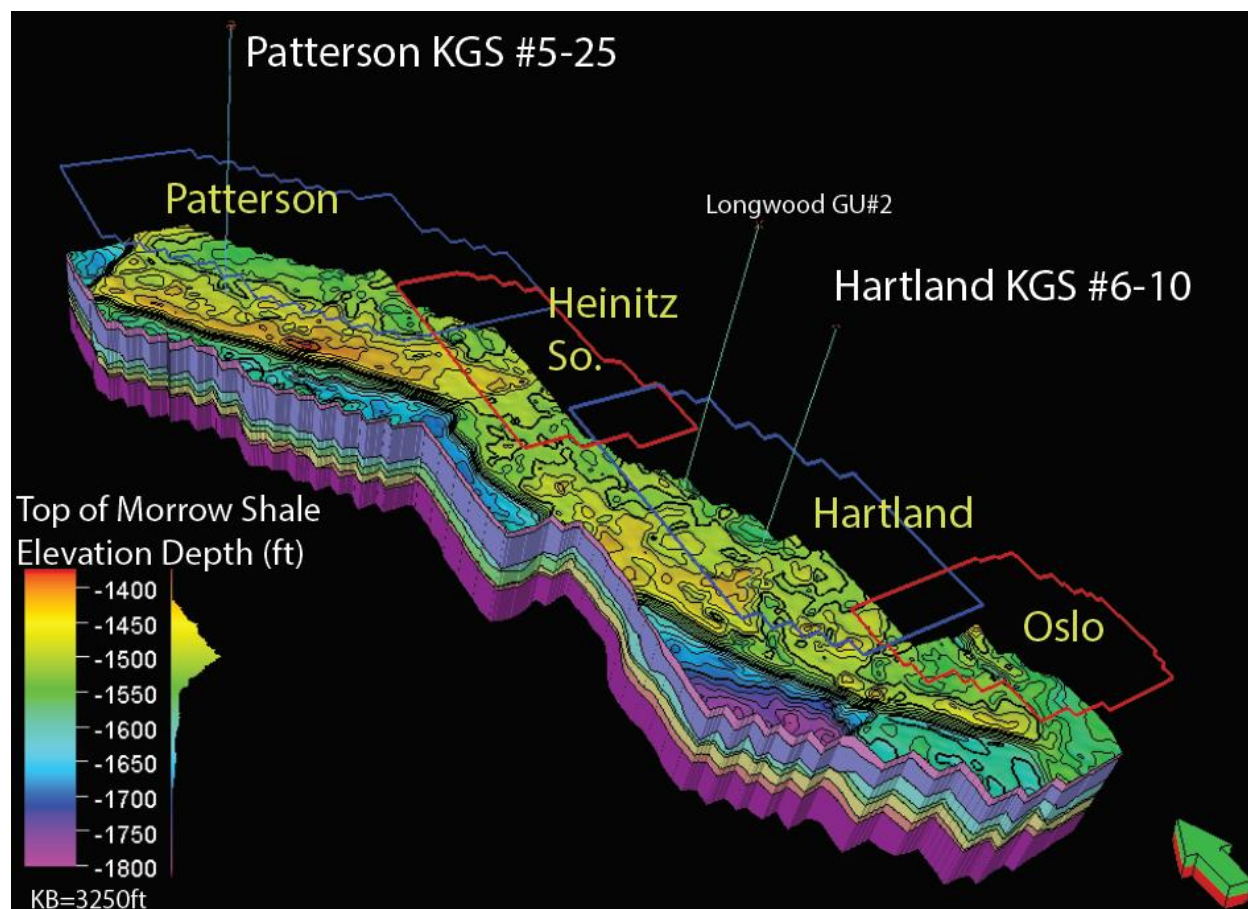 Patterson KGS #5-25
Patterson
Longwood GU#2
Hartland KGS #6-10
Heinitz
So.
Hartland
Oslo
Top of Morrow Shale
Elevation Depth (ft)
-1400
-1450
-1500
-1550
-1600
-1650
-1700
-1750
-1800
KB=3250ft